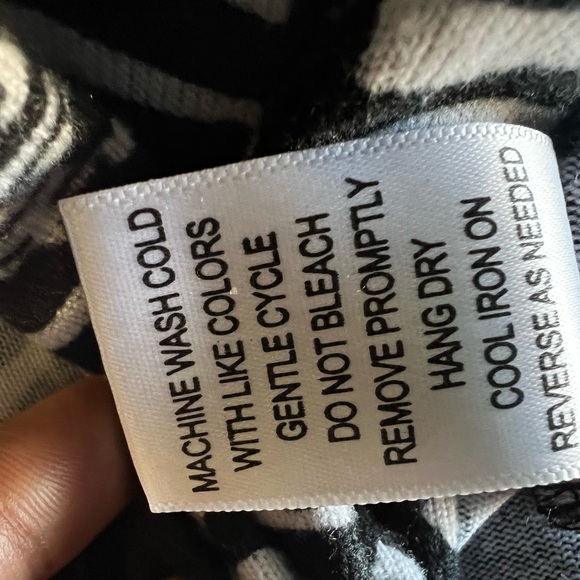 MACHINE WASH COLD
WITH LIKE COLORS
GENTLE CYCLE
DO NOT BLEACH
REMOVE PROMPTLY
HANG DRY
COOL IRON ON
REVERSE AS NEEDED